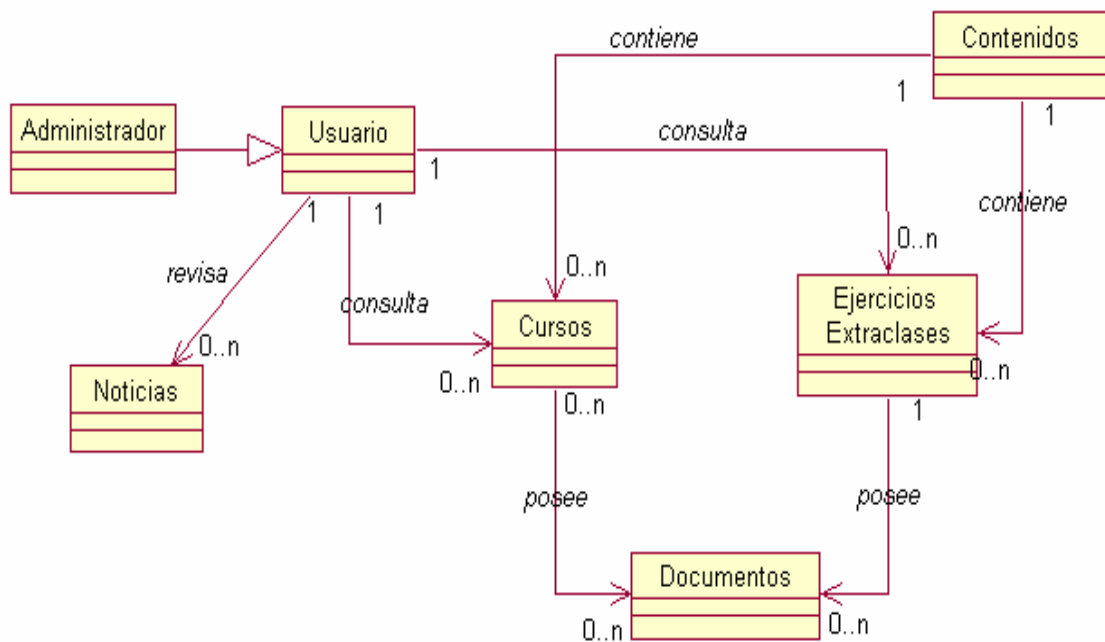 contiene
Contenidos
1
1
Administrador
Usuario
consulta
1
1
1
contiene
revisa
0..n
0..n
consulta
Cursos
Ejercicios
Extraclases
0..n
Noticias
0..n
0..n
0..n
1
posee
posee
Documentos
0..n
0..n